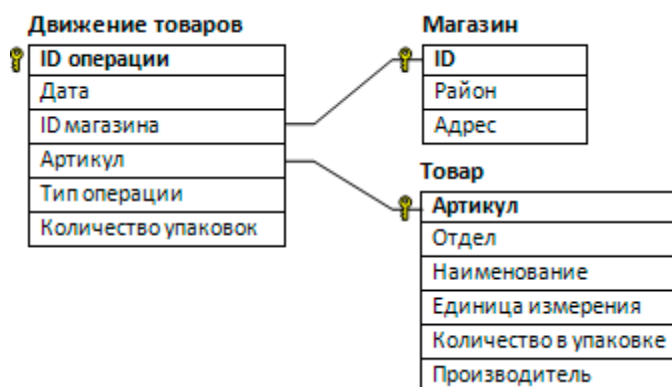 Движение товаров
ID операции
Дата
ID магазина
Артикул
Тип операции
Количество упаковок
Магазин
ID
Район
Адрес
Товар
Артикул
Отдел
Наименование
Единица измерения
Количество в упаковке
Производитель